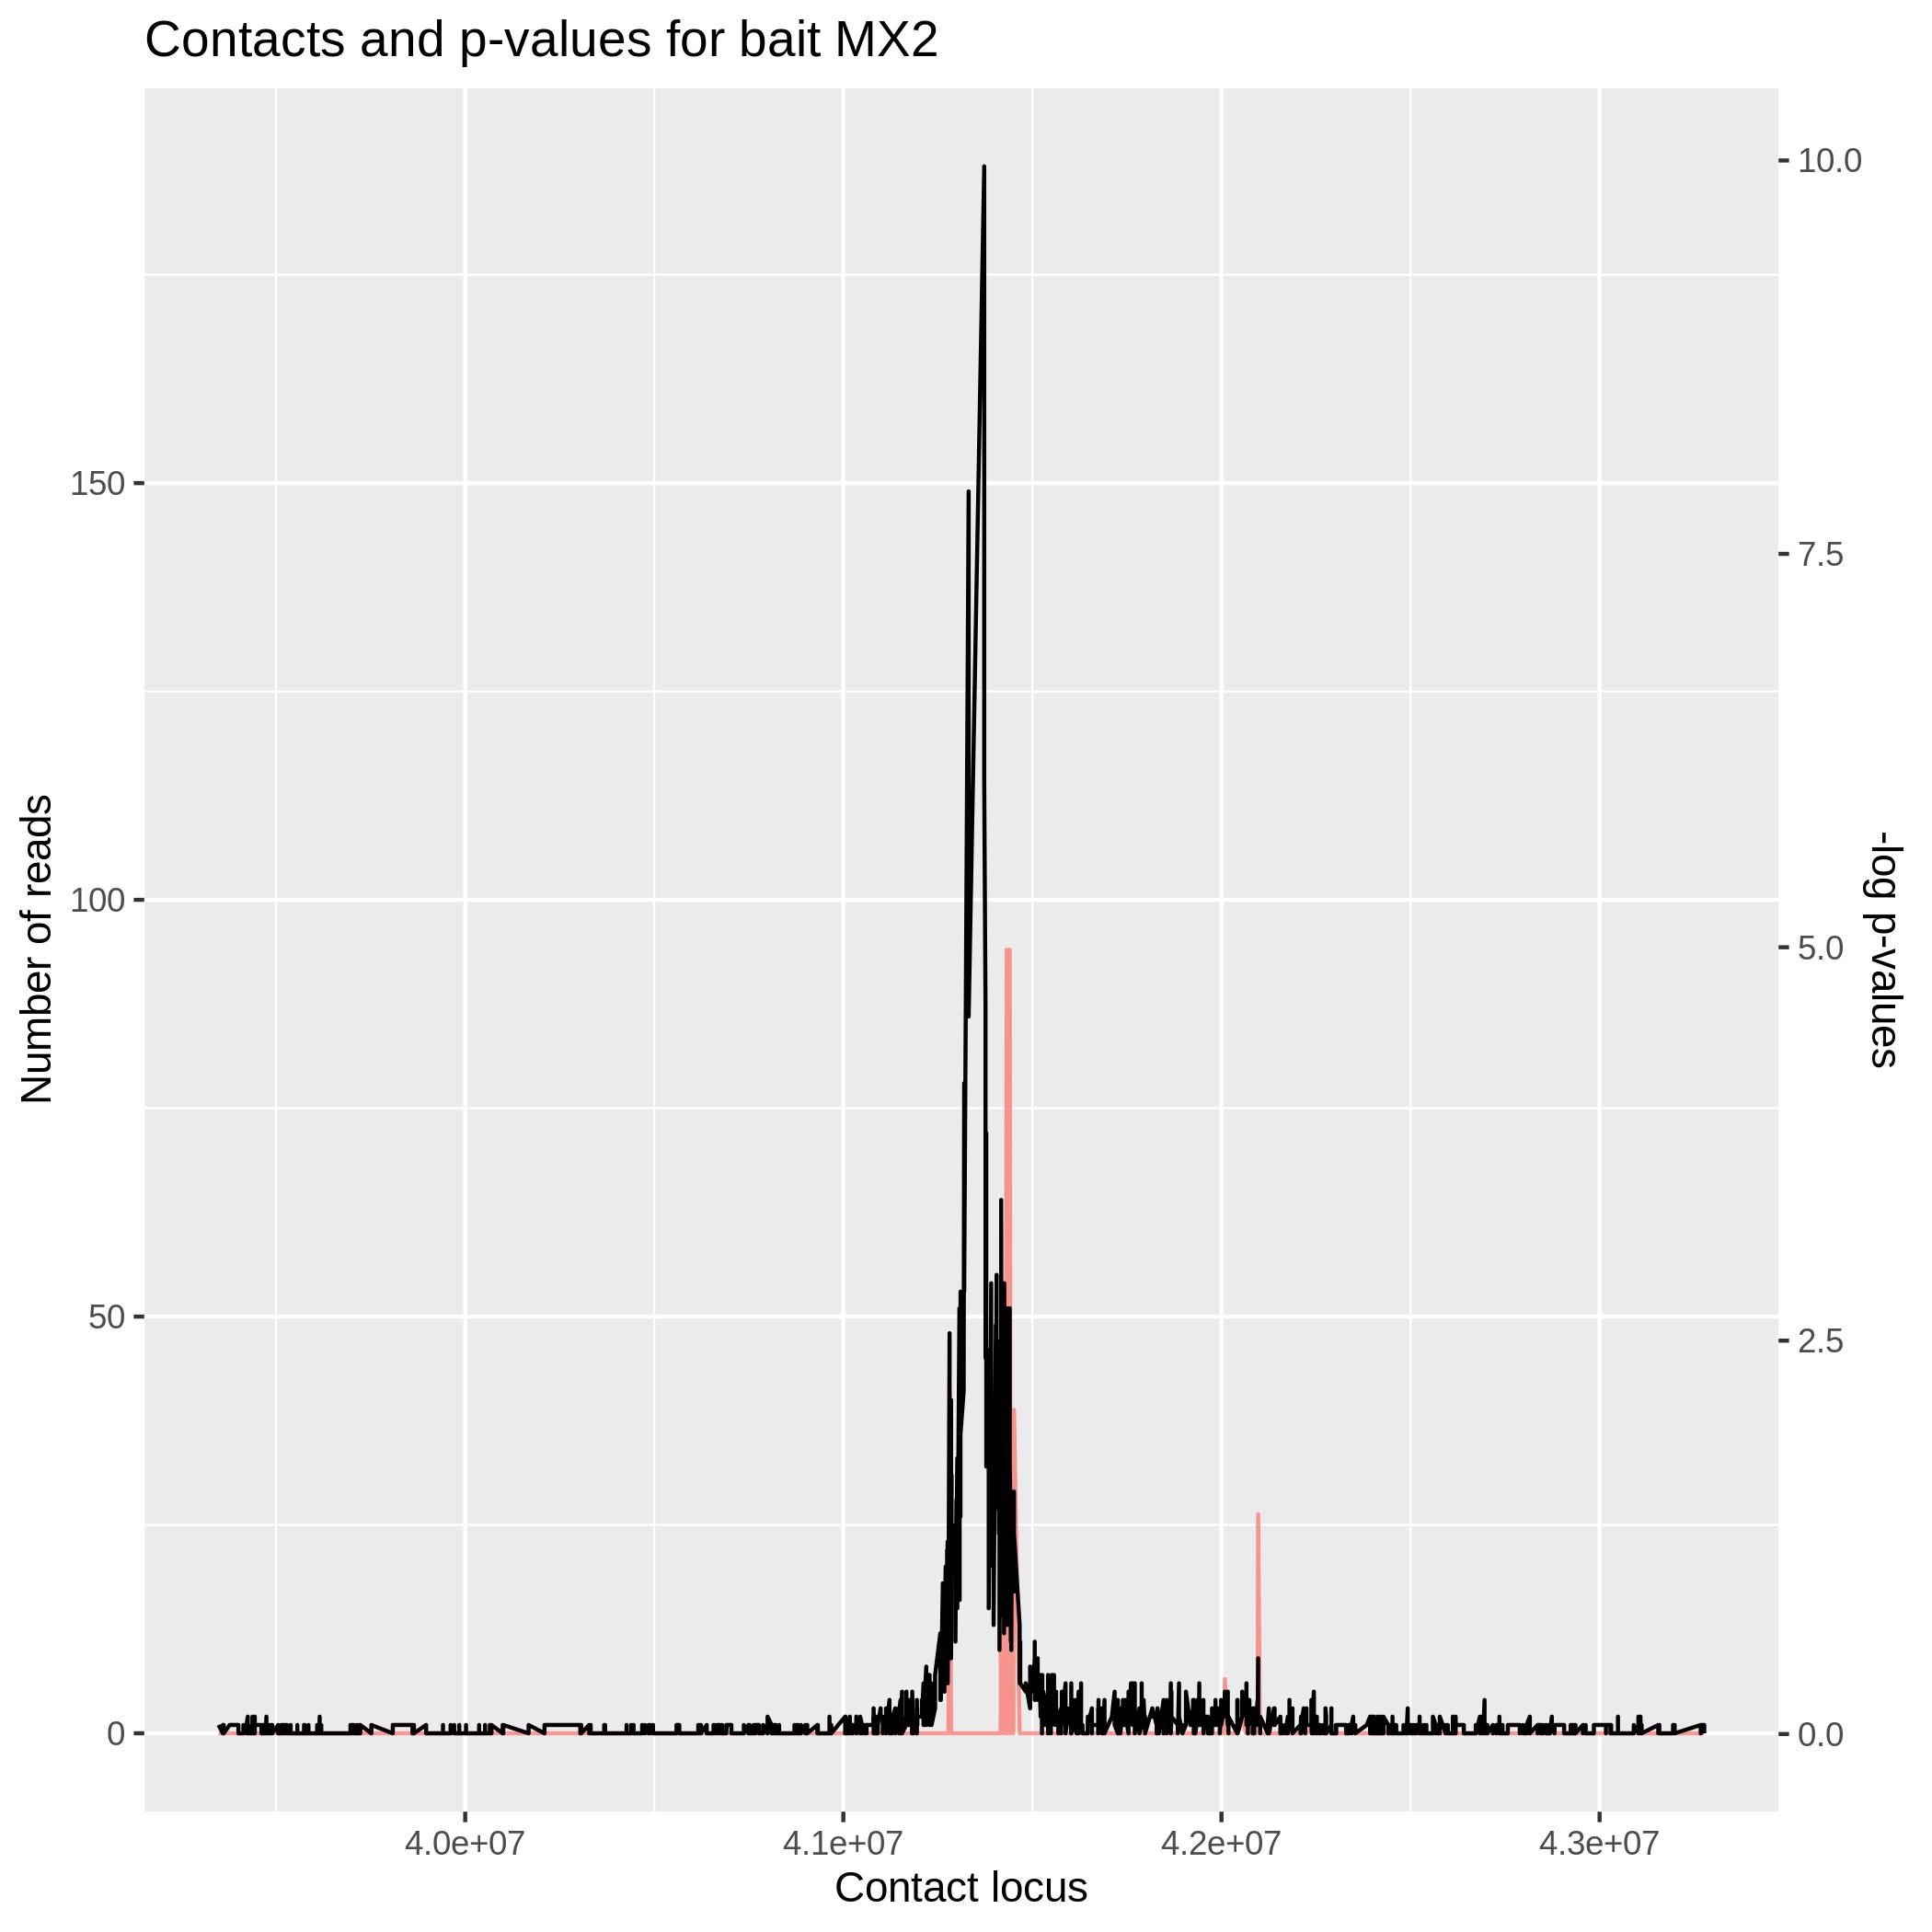 Contacts and p-values for bait MX2
10.0
150
7.5
Number of reads
-log p-values
100
5.0
50
2.5
0
0.0
4.0e+07
4.1e+07
4.2e+07
4.3e+07
Contact locus